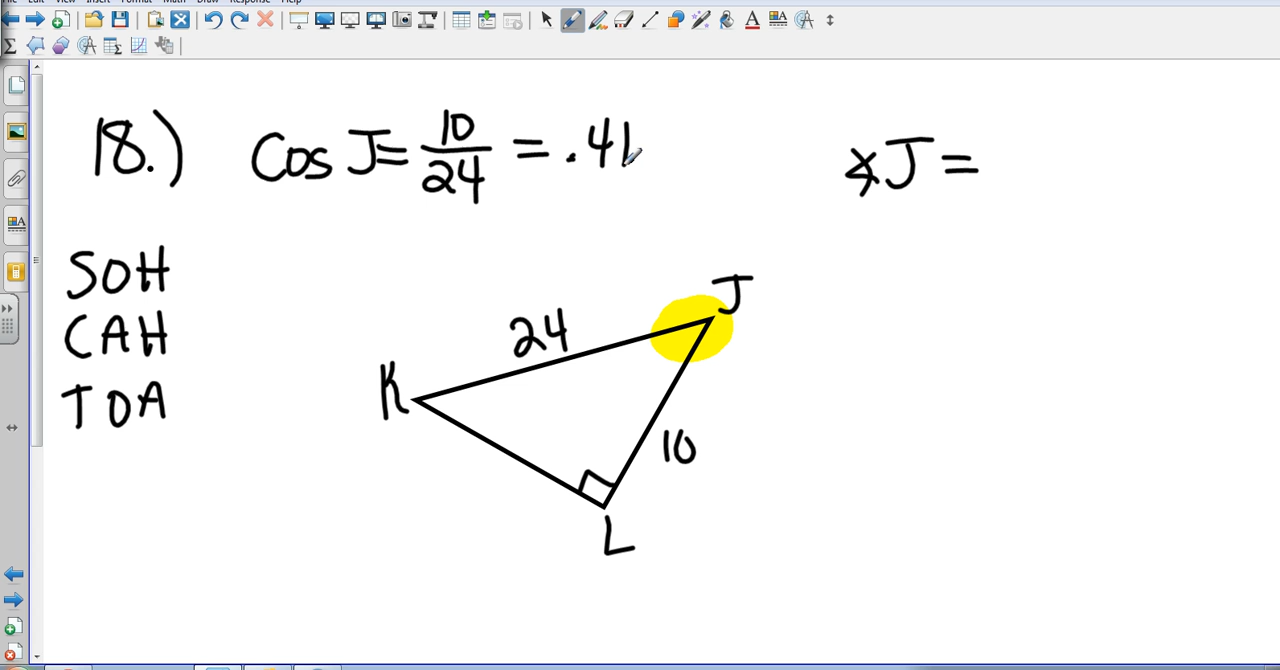 18.) Cos J = 10/24 = .41
∡J =
SOH
CAH
TOA
J
24
K
10
L